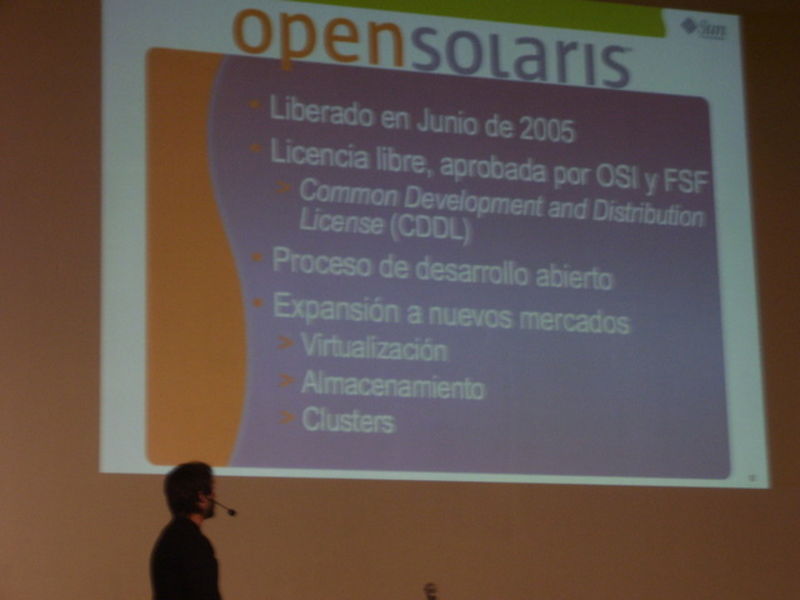 opensolaris
Sun
Liberado en Junio de 2005
Licencia libre, aprobada por OSI y FSF
> Common Development and Distribution
License (CDDL)
Proceso de desarrollo abierto
Expansión a nuevos mercados
> Virtualización
> Almacenamiento
> Clusters